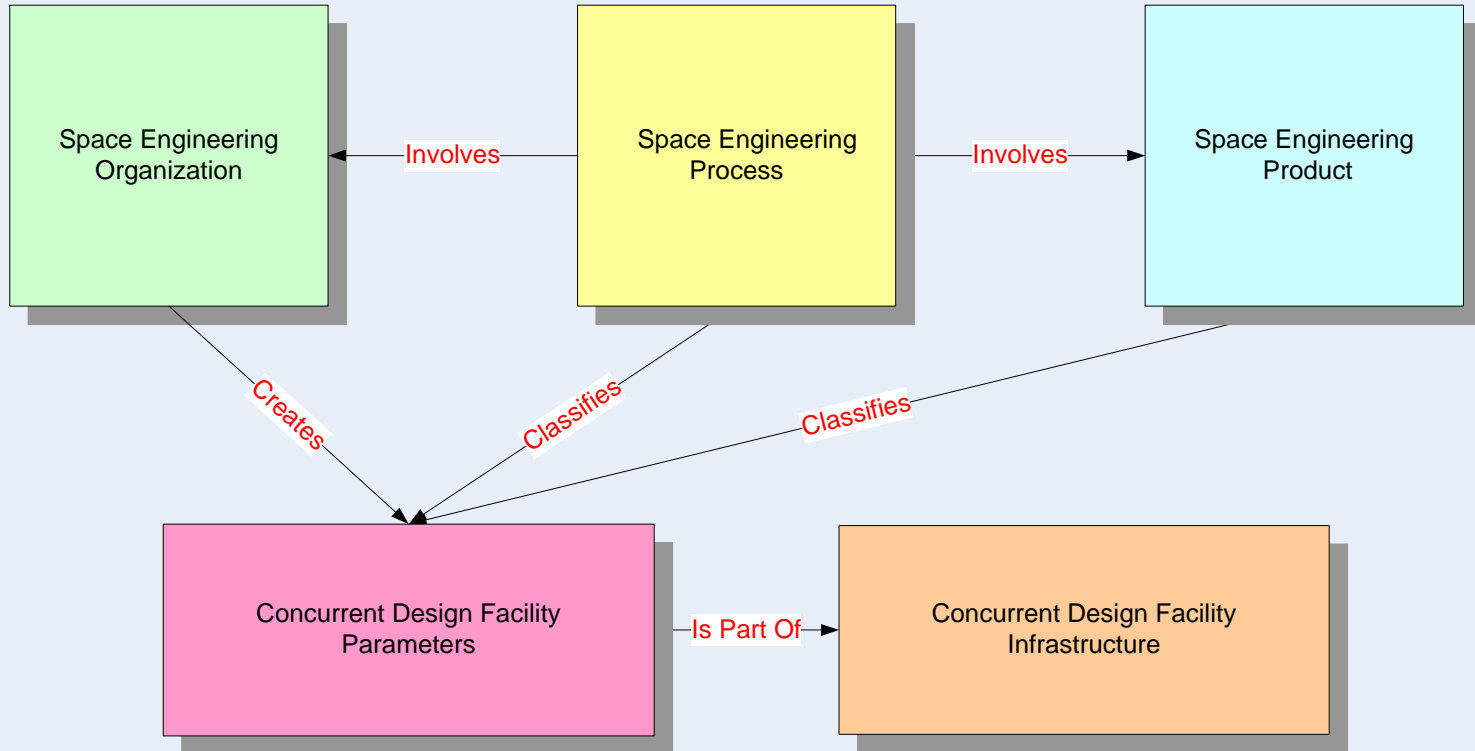 Space Engineering
Organization
Involves
Space Engineering
Process
Involves
Space Engineering
Product
Creates
Classifies
Classifies
Concurrent Design Facility
Parameters
Is Part Of
Concurrent Design Facility
Infrastructure